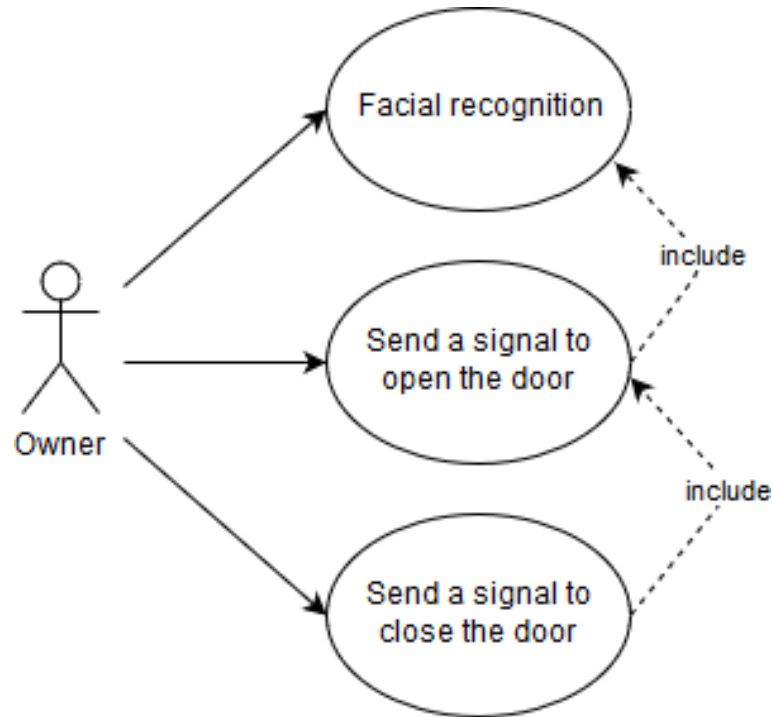 Facial recognition
include
Send a signal to
open the door
Owner
include
Send a signal to
close the door